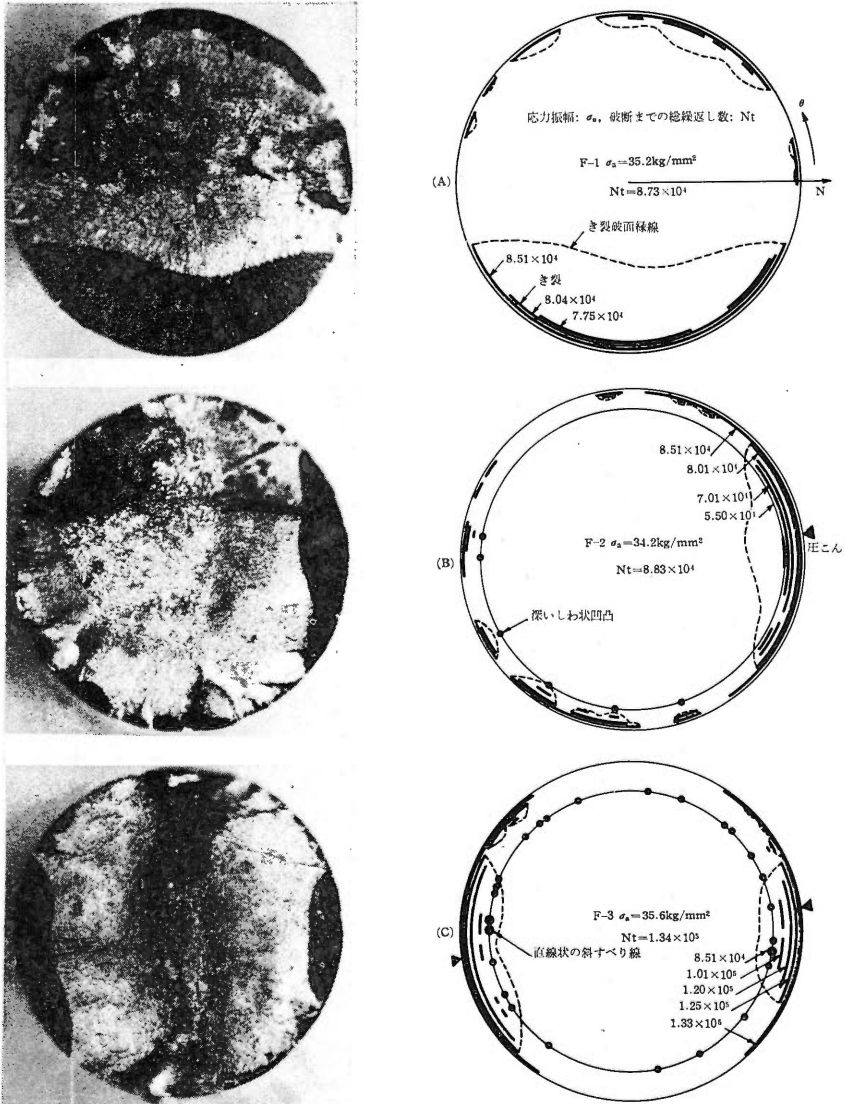 θ
応力振幅: σa, 破断までの総繰返し数: Nt
F-1 σa=35.2kg/mm²
(A)
Nt=8.73×10⁴
N
き裂破面縁線
8.51×10⁴
き裂
8.04×10⁴
7.75×10⁴
8.51×10⁴
8.01×10⁴
7.01×10⁴
5.50×10⁴
F-2 σa=34.2kg/mm²
圧こん
(B)
Nt=8.83×10⁴
深いしわ状凹凸
F-3 σa=35.6kg/mm²
(C)
Nt=1.34×10⁵
直線状の斜すべり線
8.51×10⁴
1.01×10⁵
1.20×10⁵
1.25×10⁵
1.33×10⁵